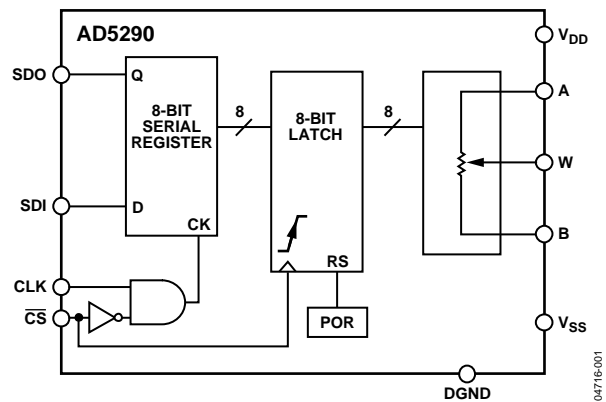 AD5290
SDO
Q
8-BIT
SERIAL
REGISTER
8
8-BIT
LATCH
8
VDD
A
W
B
SDI
D
CK
CLK
CS
RS
POR
VSS
DGND
04716-001